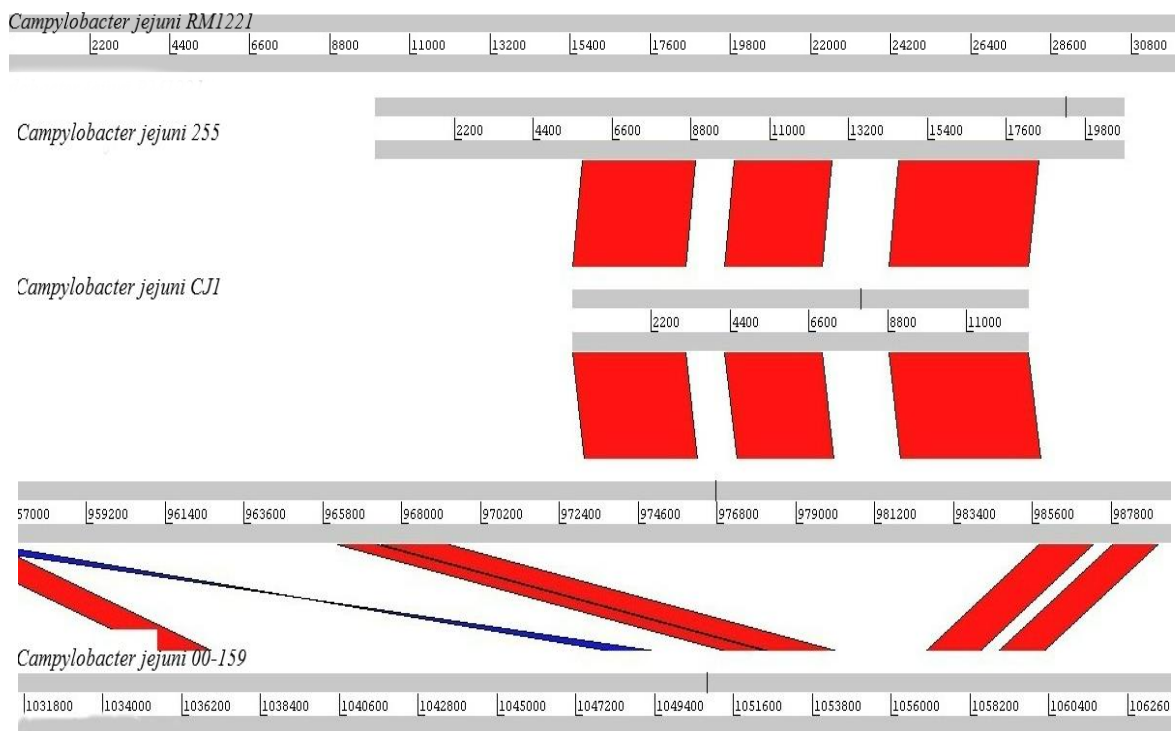 Campylobacter jejuni RM1221
2200 4400 6600 8800 11000 13200 15400 17600 19800 22000 24200 26400 28600 30800
Campylobacter jejuni 255
2200 4400 6600 8800 11000 13200 15400 17600 19800
Campylobacter jejuni CJ1
2200 4400 6600 8800 11000
57000 959200 961400 963600 965800 968000 970200 972400 974600 976800 979000 981200 983400 985600 987800
Campylobacter jejuni 00-159
1031800 1034000 1036200 1038400 1040600 1042800 1045000 1047200 1049400 1051600 1053800 1056000 1058200 1060400 106260